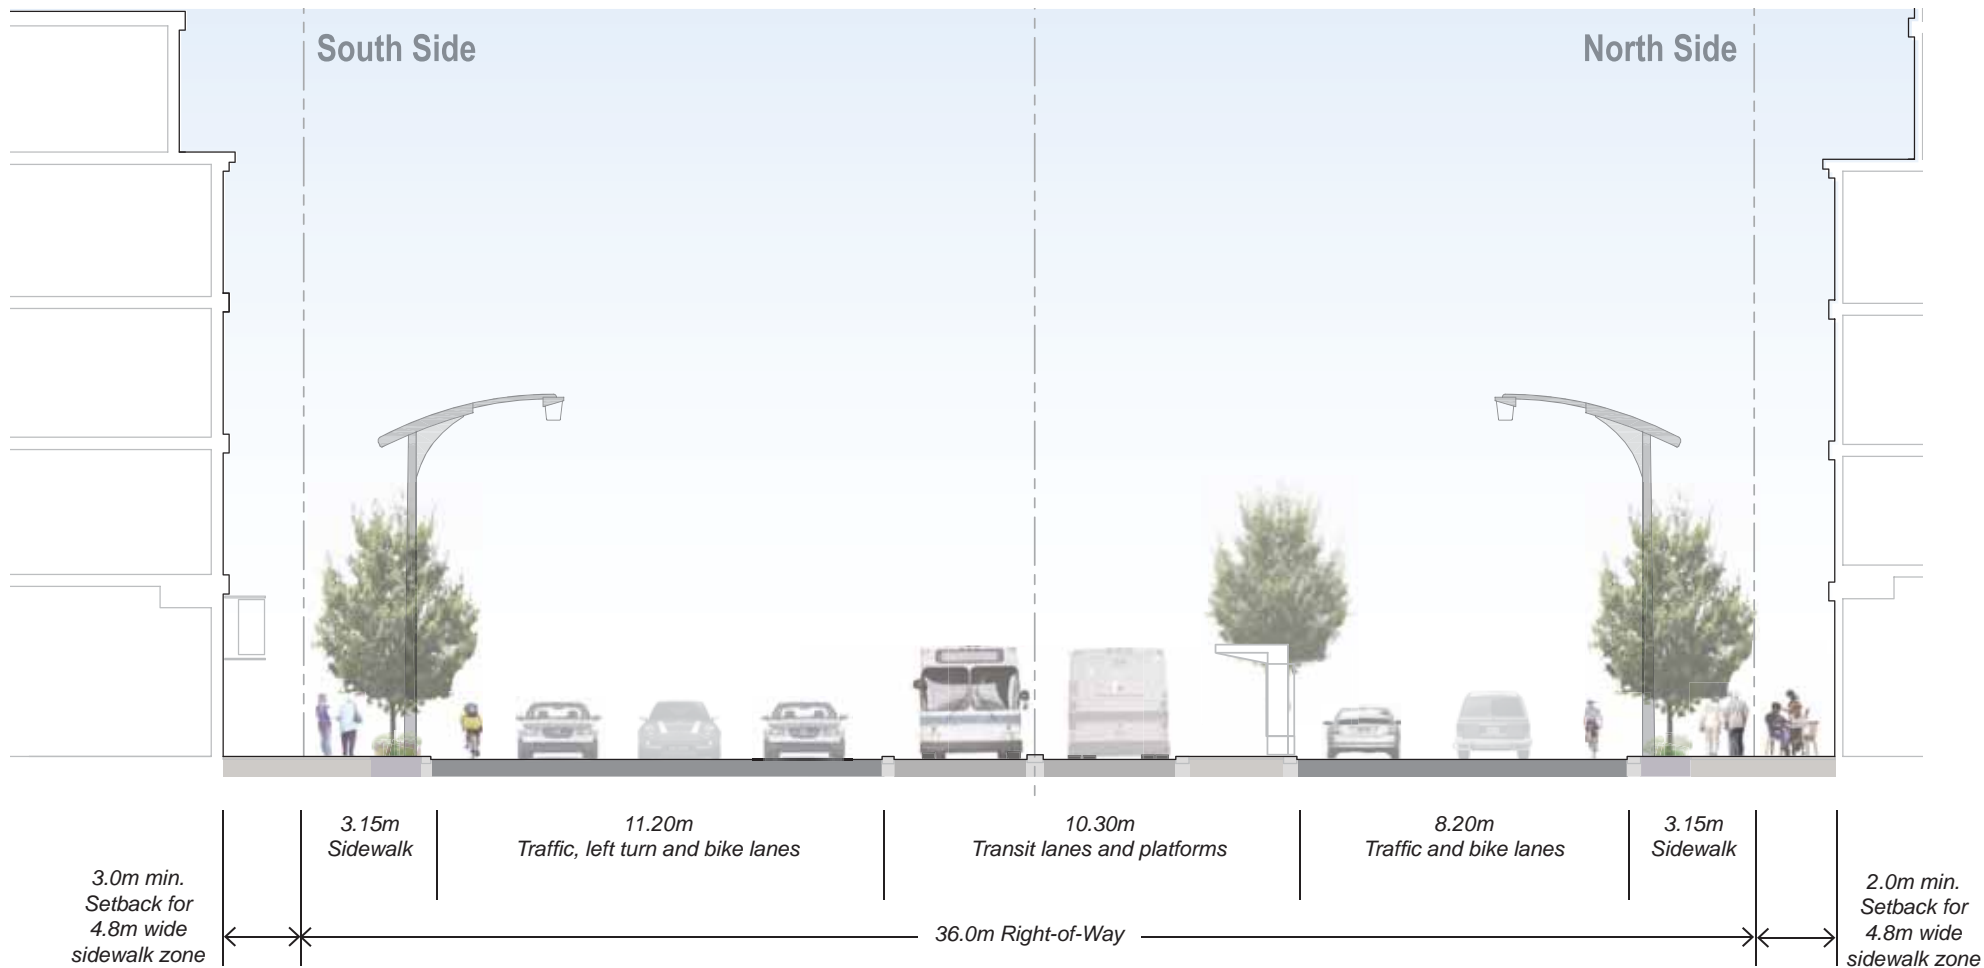 South Side
North Side
3.15m
Sidewalk
11.20m
Traffic, left turn and bike lanes
10.30m
Transit lanes and platforms
8.20m
Traffic and bike lanes
3.15m
Sidewalk
3.0m min.
Setback for
4.8m wide
sidewalk zone
36.0m Right-of-Way
2.0m min.
Setback for
4.8m wide
sidewalk zone